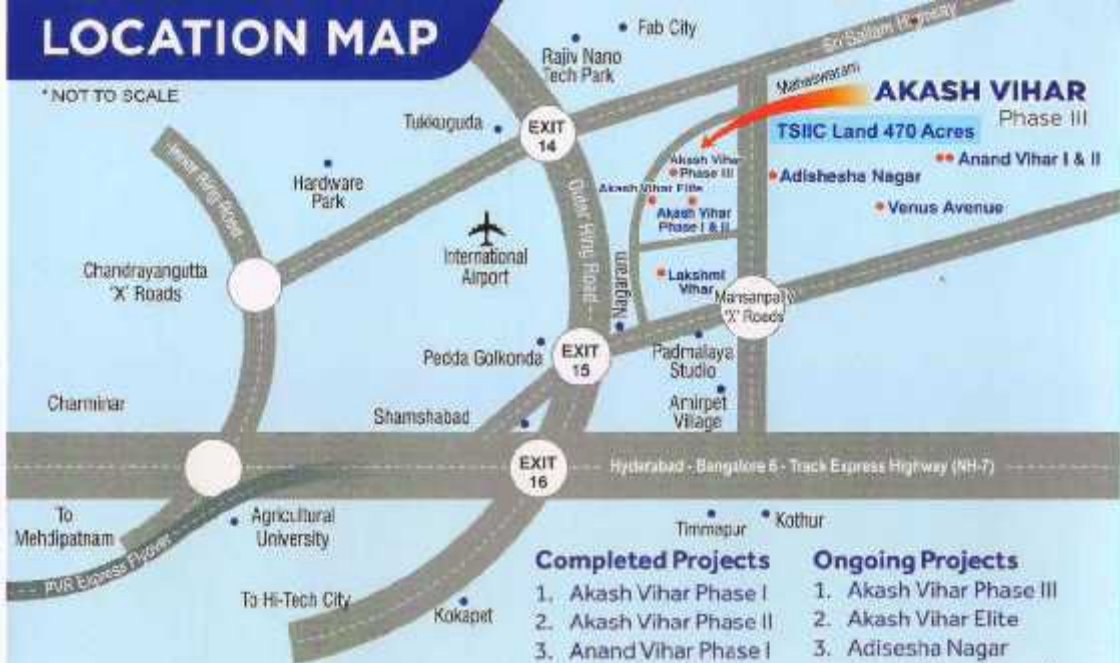 LOCATION MAP
* NOT TO SCALE
Fab City
Rajiv Nano
Tech Park
Sri Sailam Highway
Maheswaram
AKASH VIHAR
Phase III
TSIIC Land 470 Acres
Anand Vihar I & II
Adishesha Nagar
Venus Avenue
Tukkuguda
EXIT
14
Inner Ring Road
Hardware
Park
Akash Vihar
Phase III
Akash Vihar Elite
Akash Vihar
Phase I & II
Outer Ring Road
International
Airport
Nagaram
Lakshmi
Vihar
Mansanpally
'X' Roads
Chandrayangutta
'X' Roads
Pedda Golkonda
EXIT
15
Padmalaya
Studio
Amirpet
Village
Charminar
Shamshabad
EXIT
16
Hyderabad - Bangalore 6 - Track Express Highway (NH-7)
To
Mehdipatnam
Agricultural
University
PVR Express Flyover
Timmapur
Kothur
To Hi-Tech City
Kokapet
Completed Projects
1. Akash Vihar Phase I
2. Akash Vihar Phase II
3. Anand Vihar Phase I
Ongoing Projects
1. Akash Vihar Phase III
2. Akash Vihar Elite
3. Adisesha Nagar